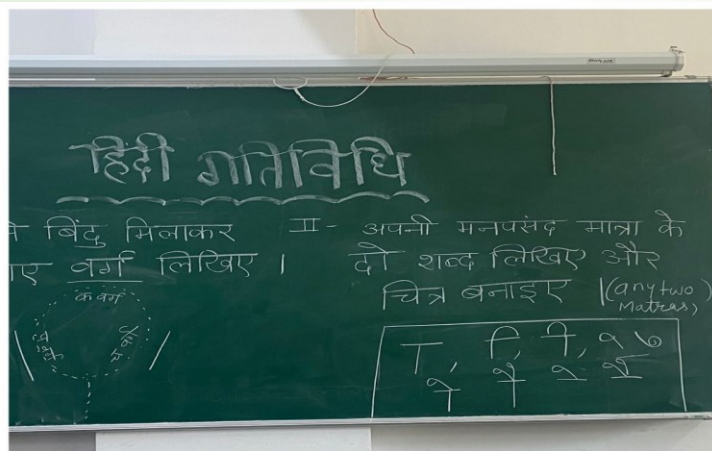 हिंदी गतिविधि
बिंदु मिलाकर
वर्ग लिखिए ।
क वर्ग
II- अपनी मनपसंद मात्रा के
दो शब्द लिखिए और
चित्र बनाइए । (any two
Matras)
ा, ि, ी,